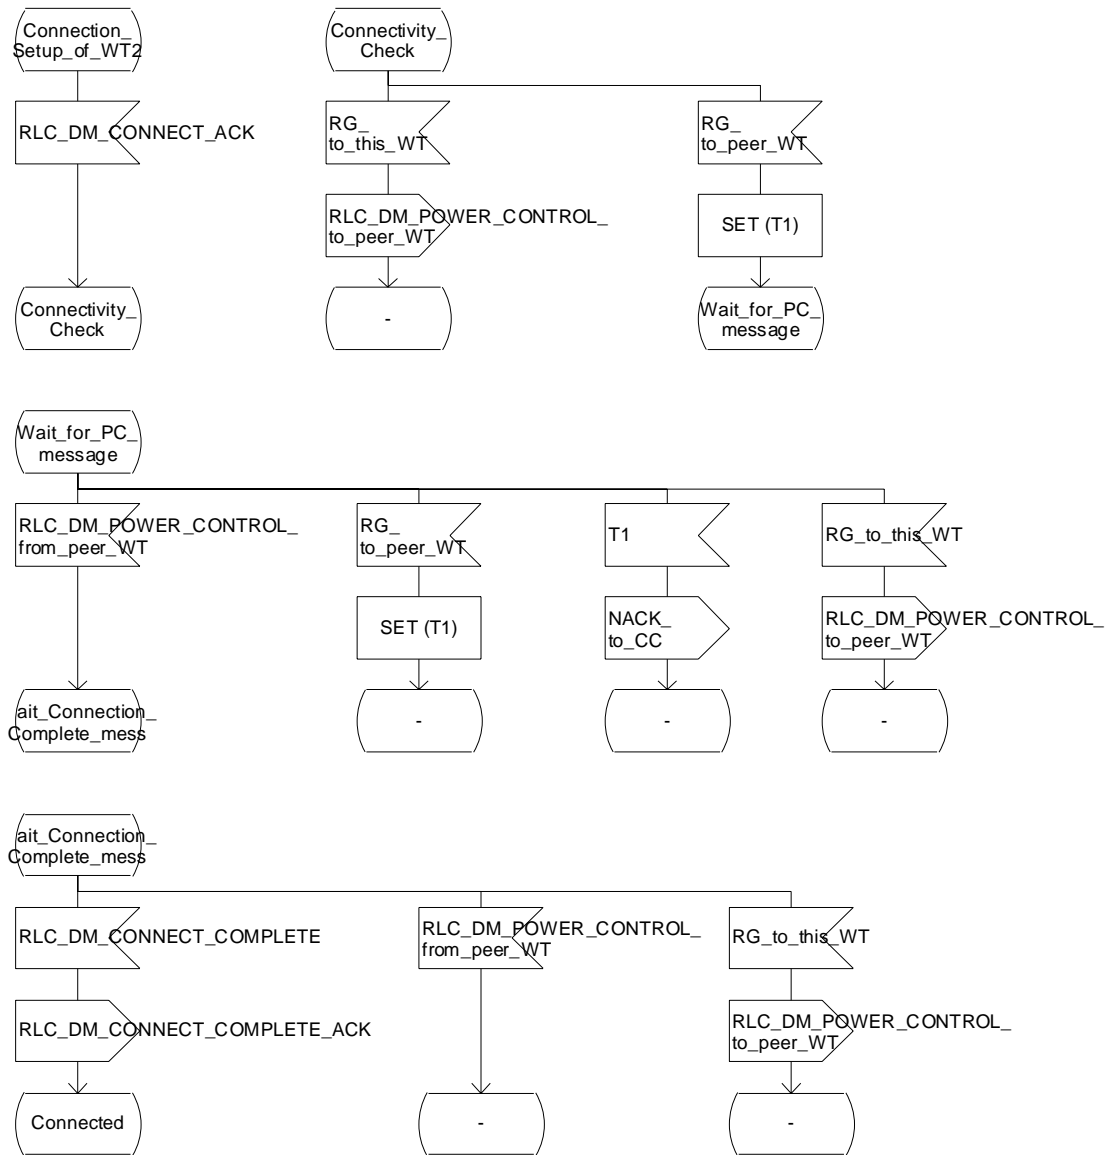 Connection_
Setup_of_WT2
Connectivity_
Check
RLC_DM_CONNECT_ACK
RG_
to_this_WT
RG_
to_peer_WT
RLC_DM_POWER_CONTROL_
to_peer_WT
SET (T1)
Connectivity_
Check
-
Wait_for_PC_
message
Wait_for_PC_
message
RLC_DM_POWER_CONTROL_
from_peer_WT
RG_
to_peer_WT
T1
RG_to_this_WT
SET (T1)
NACK_
to_CC
RLC_DM_POWER_CONTROL_
to_peer_WT
ait_Connection_
Complete_mess
-
-
-
ait_Connection_
Complete_mess
RLC_DM_CONNECT_COMPLETE
RLC_DM_POWER_CONTROL_
from_peer_WT
RG_to_this_WT
RLC_DM_CONNECT_COMPLETE_ACK
RLC_DM_POWER_CONTROL_
to_peer_WT
Connected
-
-